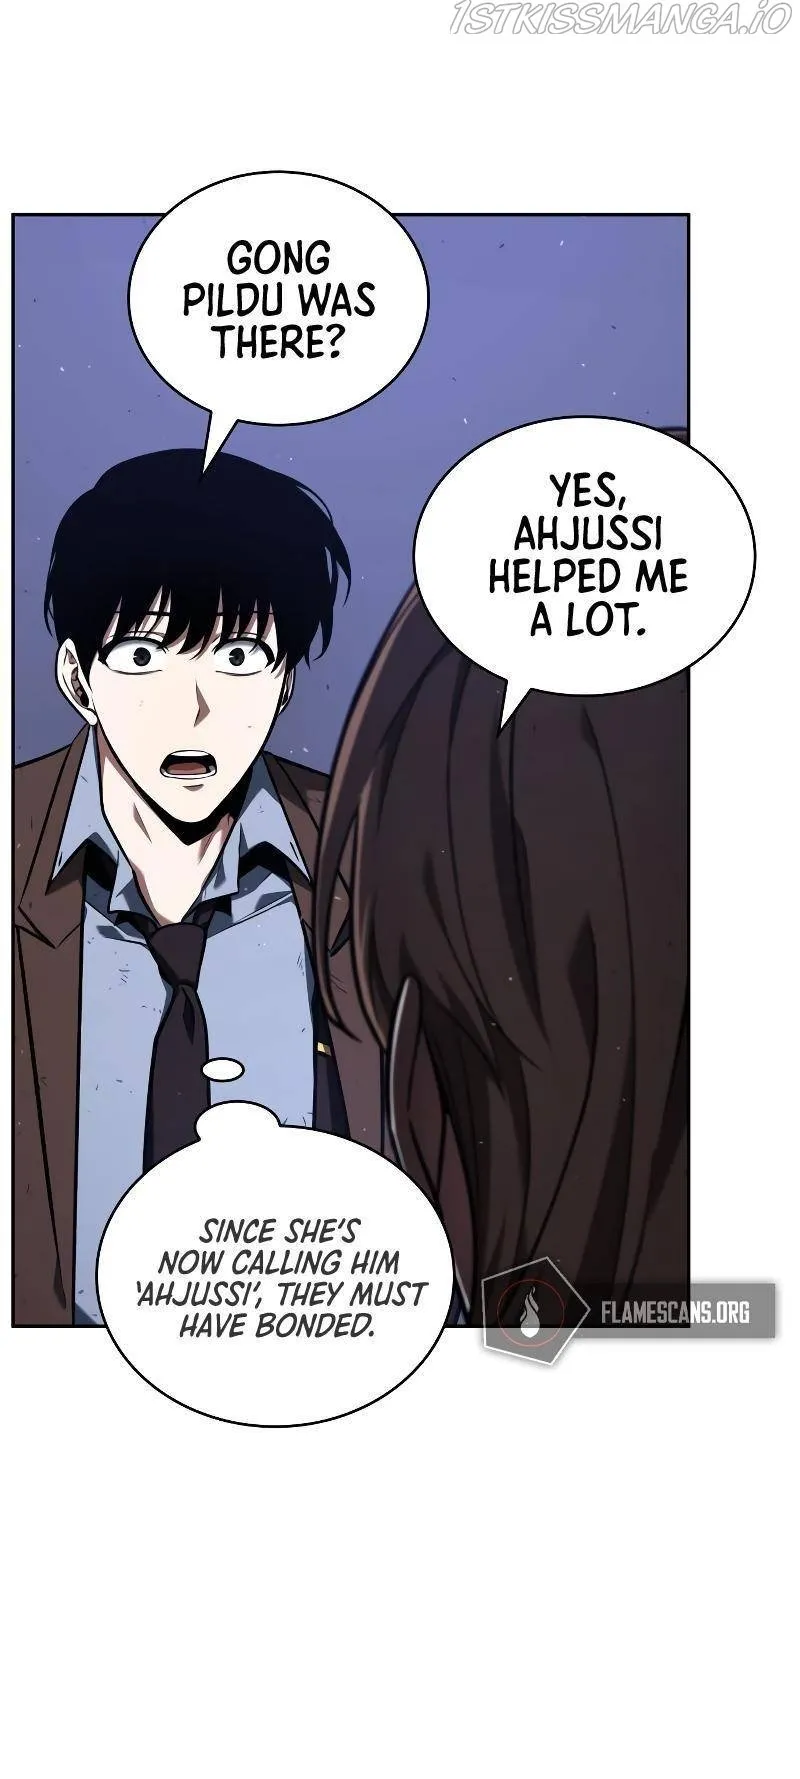 1STKISSMANGA.iO
GONG
PILDU WAS
THERE?
YES,
AHJUSSI
HELPED ME
A LOT.
SINCE SHE'S
NOW CALLING HIM
'AHJUSSI', THEY MUST
HAVE BONDED.
FLAMESCANS.ORG